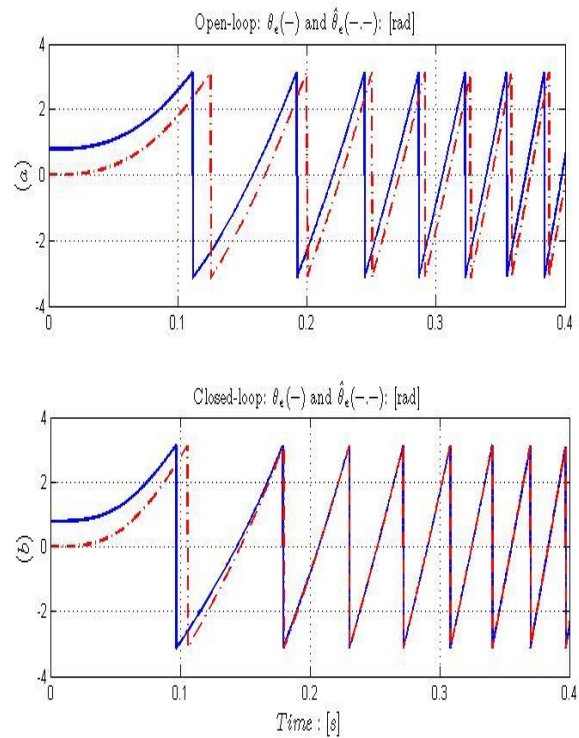 Open-loop: θₑ(−) and θ̂ₑ(−.−): [rad]
4
2
0
-2
-4
(a)
0 0.1 0.2 0.3 0.4
Closed-loop: θₑ(−) and θ̂ₑ(−.−): [rad]
4
2
0
-2
-4
(b)
0 0.1 0.2 0.3 0.4
Time : [s]